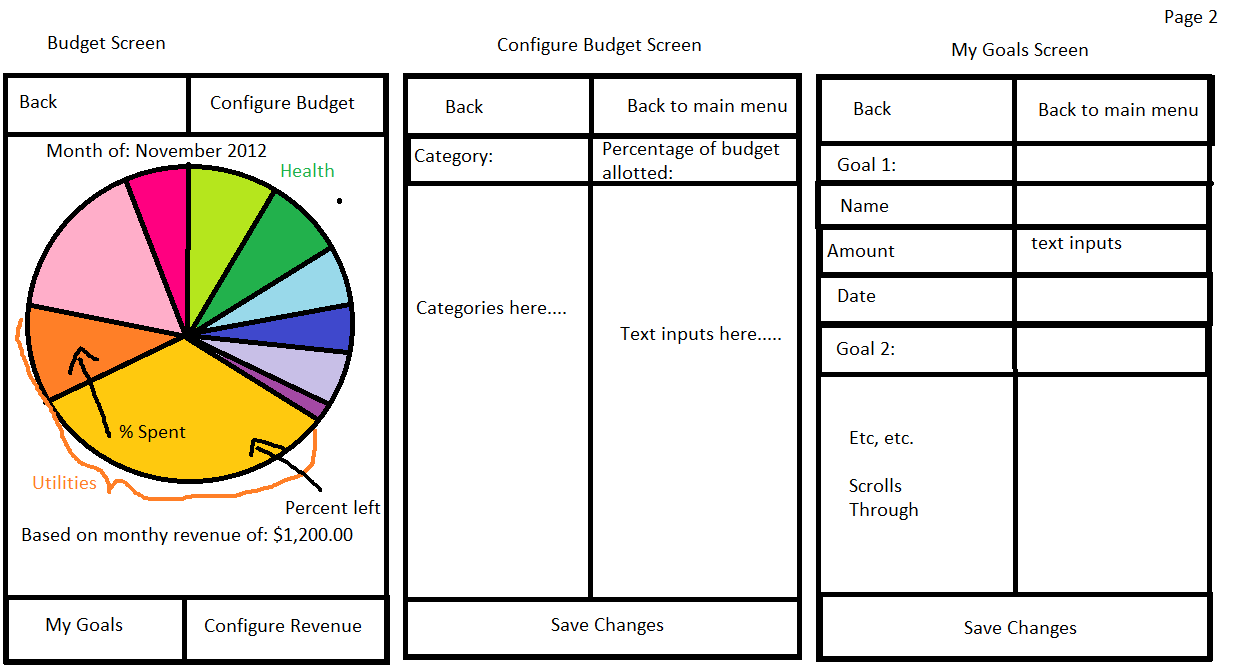 Page 2
Budget Screen
Back
Configure Budget
Month of: November 2012
Health
% Spent
Utilities
Percent left
Based on monthy revenue of: $1,200.00
My Goals
Configure Revenue
Configure Budget Screen
Back
Back to main menu
Category:
Percentage of budget
allotted:
Categories here....
Text inputs here.....
Save Changes
My Goals Screen
Back
Back to main menu
Goal 1:
Name
Amount
text inputs
Date
Goal 2:
Etc, etc.
Scrolls
Through
Save Changes